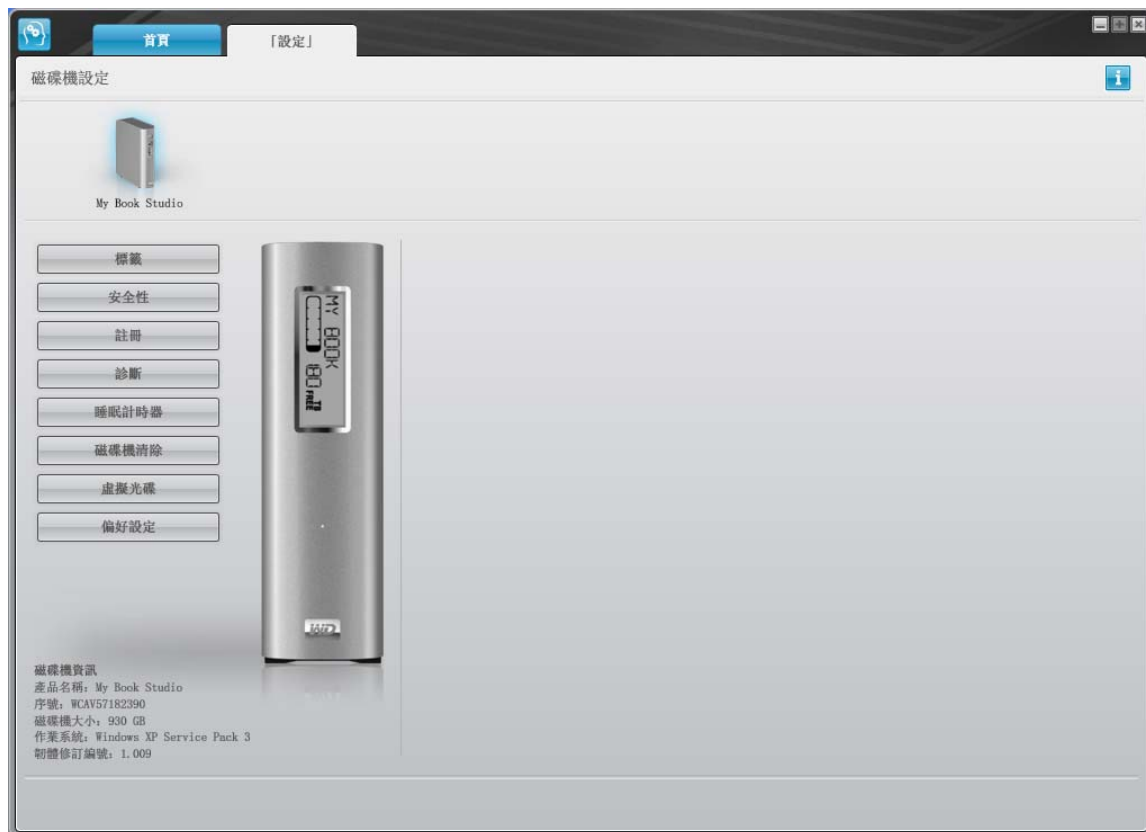 首頁
「設定」
磁碟機設定
i
My Book Studio
標籤
安全性
註冊
診斷
睡眠計時器
磁碟機清除
虛擬光碟
偏好設定
MY BOOK
180 TB FREE
WD
磁碟機資訊
產品名稱: My Book Studio
序號: WCAV57182390
磁碟機大小: 930 GB
作業系統: Windows XP Service Pack 3
韌體修訂編號: 1.009